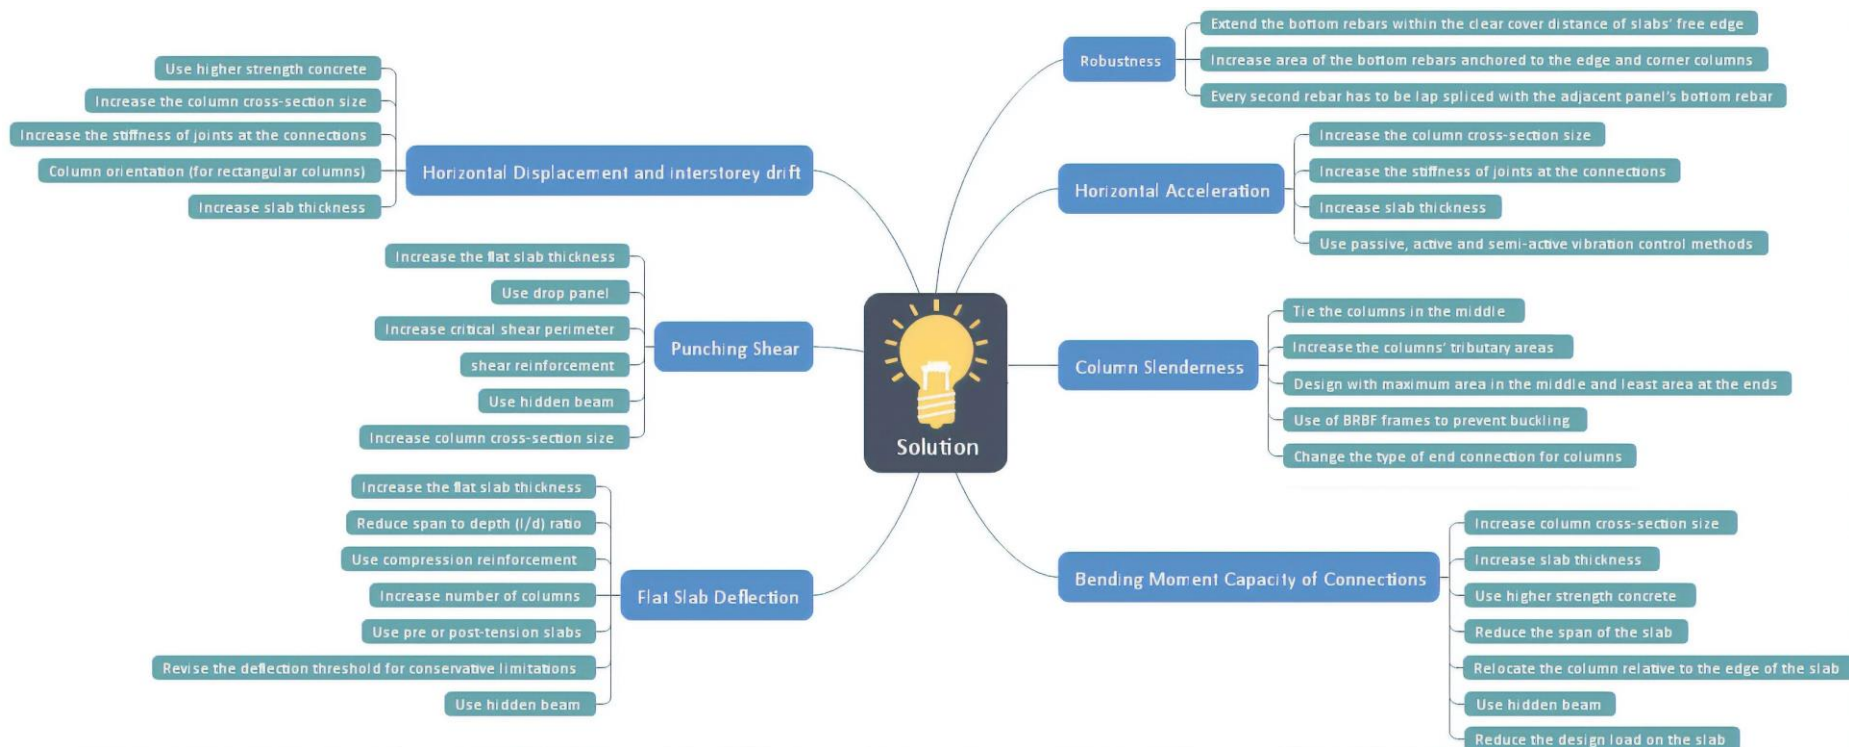 Solution
Horizontal Displacement and interstorey drift
Use higher strength concrete
Increase the column cross-section size
Increase the stiffness of joints at the connections
Column orientation (for rectangular columns)
Increase slab thickness
Punching Shear
Increase the flat slab thickness
Use drop panel
Increase critical shear perimeter
shear reinforcement
Use hidden beam
Increase column cross-section size
Flat Slab Deflection
Increase the flat slab thickness
Reduce span to depth (l/d) ratio
Use compression reinforcement
Increase number of columns
Use pre or post-tension slabs
Revise the deflection threshold for conservative limitations
Use hidden beam
Robustness
Extend the bottom rebars within the clear cover distance of slabs' free edge
Increase area of the bottom rebars anchored to the edge and corner columns
Every second rebar has to be lap spliced with the adjacent panel's bottom rebar
Horizontal Acceleration
Increase the column cross-section size
Increase the stiffness of joints at the connections
Increase slab thickness
Use passive, active and semi-active vibration control methods
Column Slenderness
Tie the columns in the middle
Increase the columns' tributary areas
Design with maximum area in the middle and least area at the ends
Use of BRBF frames to prevent buckling
Change the type of end connection for columns
Bending Moment Capacity of Connections
Increase column cross-section size
Increase slab thickness
Use higher strength concrete
Reduce the span of the slab
Relocate the column relative to the edge of the slab
Use hidden beam
Reduce the design load on the slab